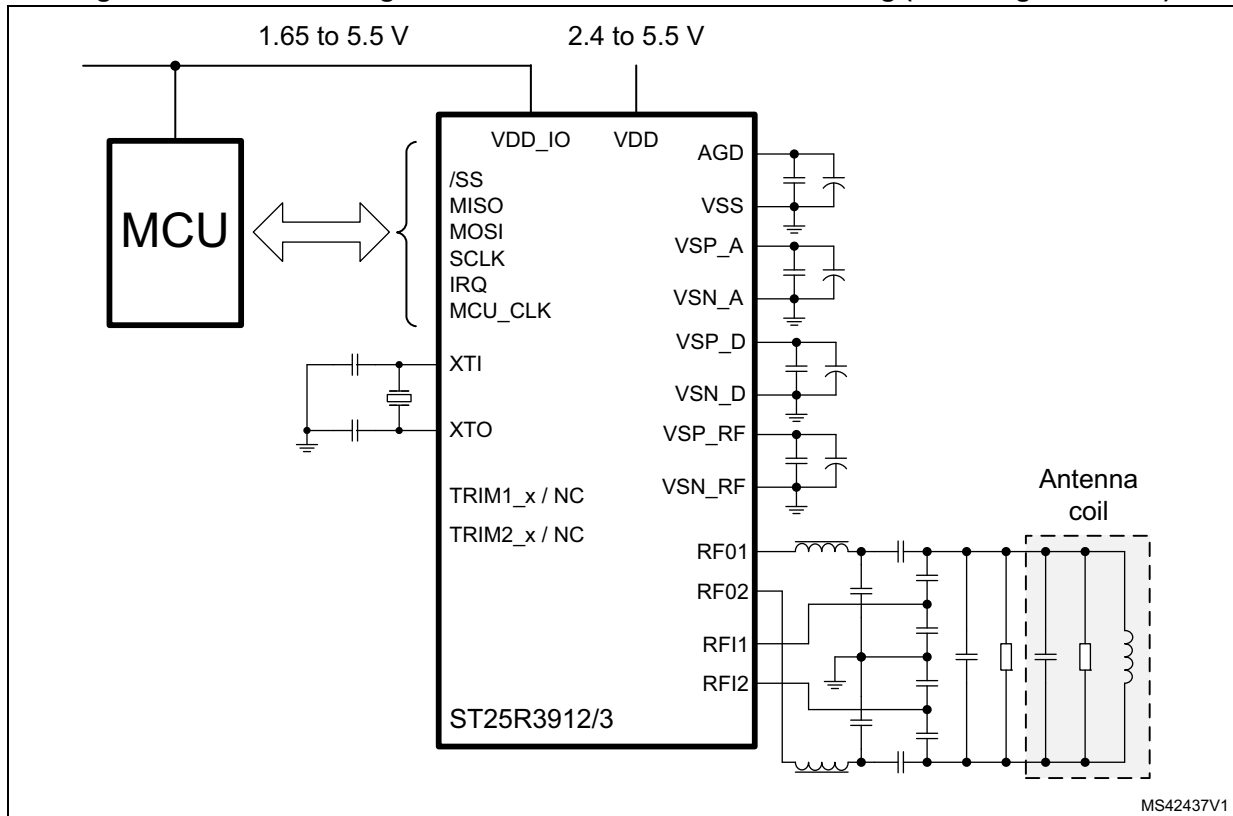 1.65 to 5.5 V
2.4 to 5.5 V
MCU
VDD_IO
VDD
/SS
MISO
MOSI
SCLK
IRQ
MCU_CLK
XTI
XTO
TRIM1_x / NC
TRIM2_x / NC
ST25R3912/3
AGD
VSS
VSP_A
VSN_A
VSP_D
VSN_D
VSP_RF
VSN_RF
RF01
RF02
RFI1
RFI2
Antenna
coil
MS42437V1